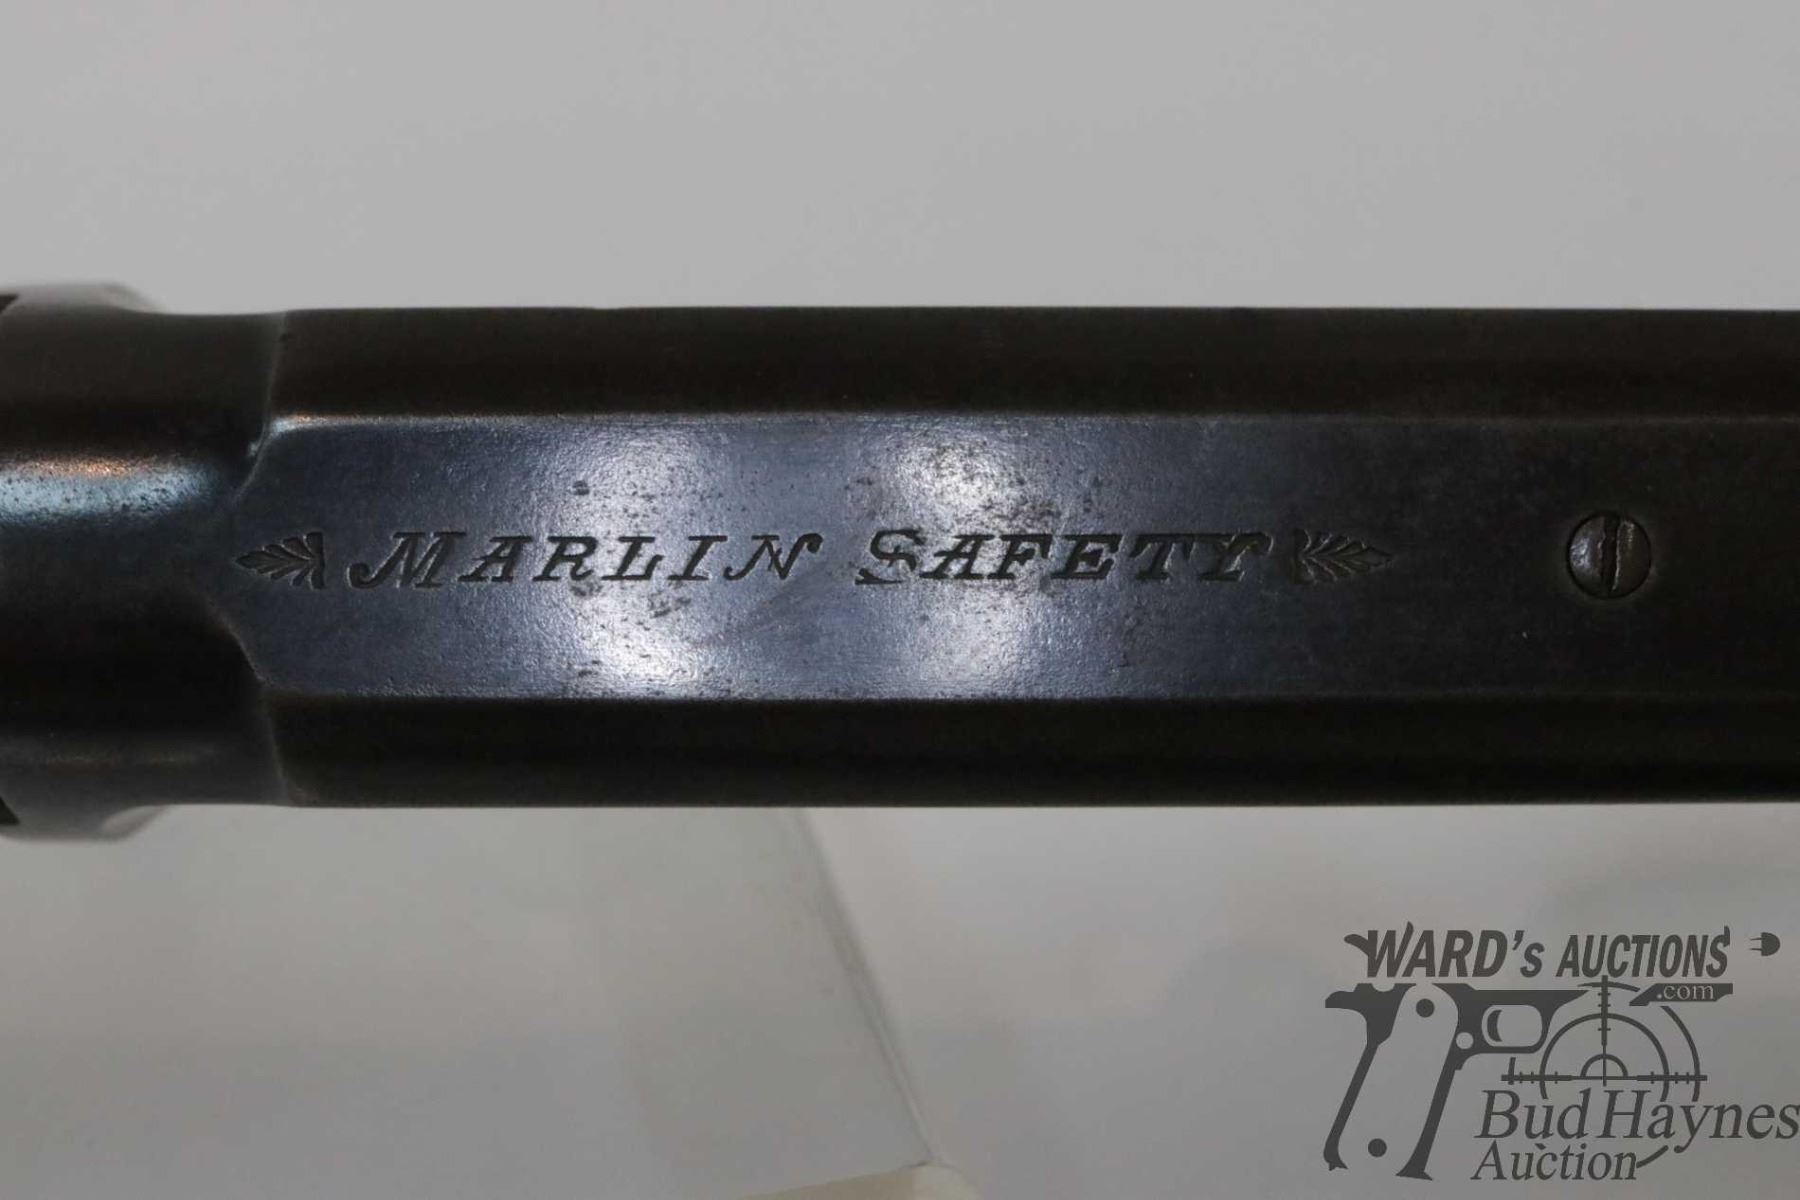 MARLIN SAFETY
WARD'S AUCTIONS
.com
Bud Haynes
Auction